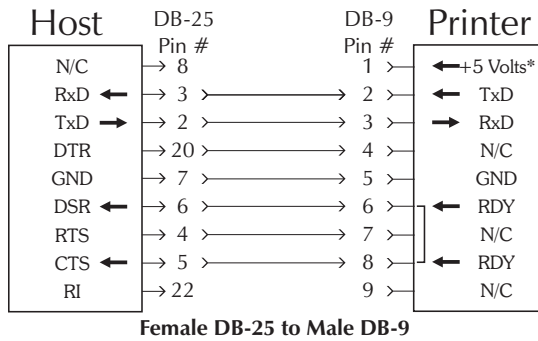 Host DB-25 DB-9 Printer
Pin # Pin #
N/C 8 1 +5 Volts*
RxD 3 2 TxD
TxD 2 3 RxD
DTR 20 4 N/C
GND 7 5 GND
DSR 6 6 RDY
RTS 4 7 N/C
CTS 5 8 RDY
RI 22 9 N/C
Female DB-25 to Male DB-9